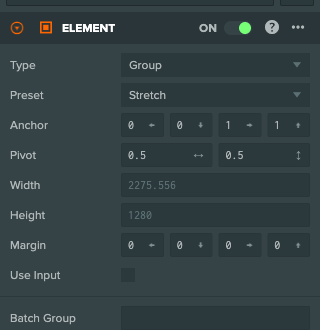 ELEMENT ON ? •••
Type Group
Preset Stretch
Anchor 0 ← 0 ↓ 1 → 1 ↑
Pivot 0.5 ↔ 0.5 ↕
Width 2275.556
Height 1280
Margin 0 ← 0 ↓ 0 → 0 ↑
Use Input
Batch Group